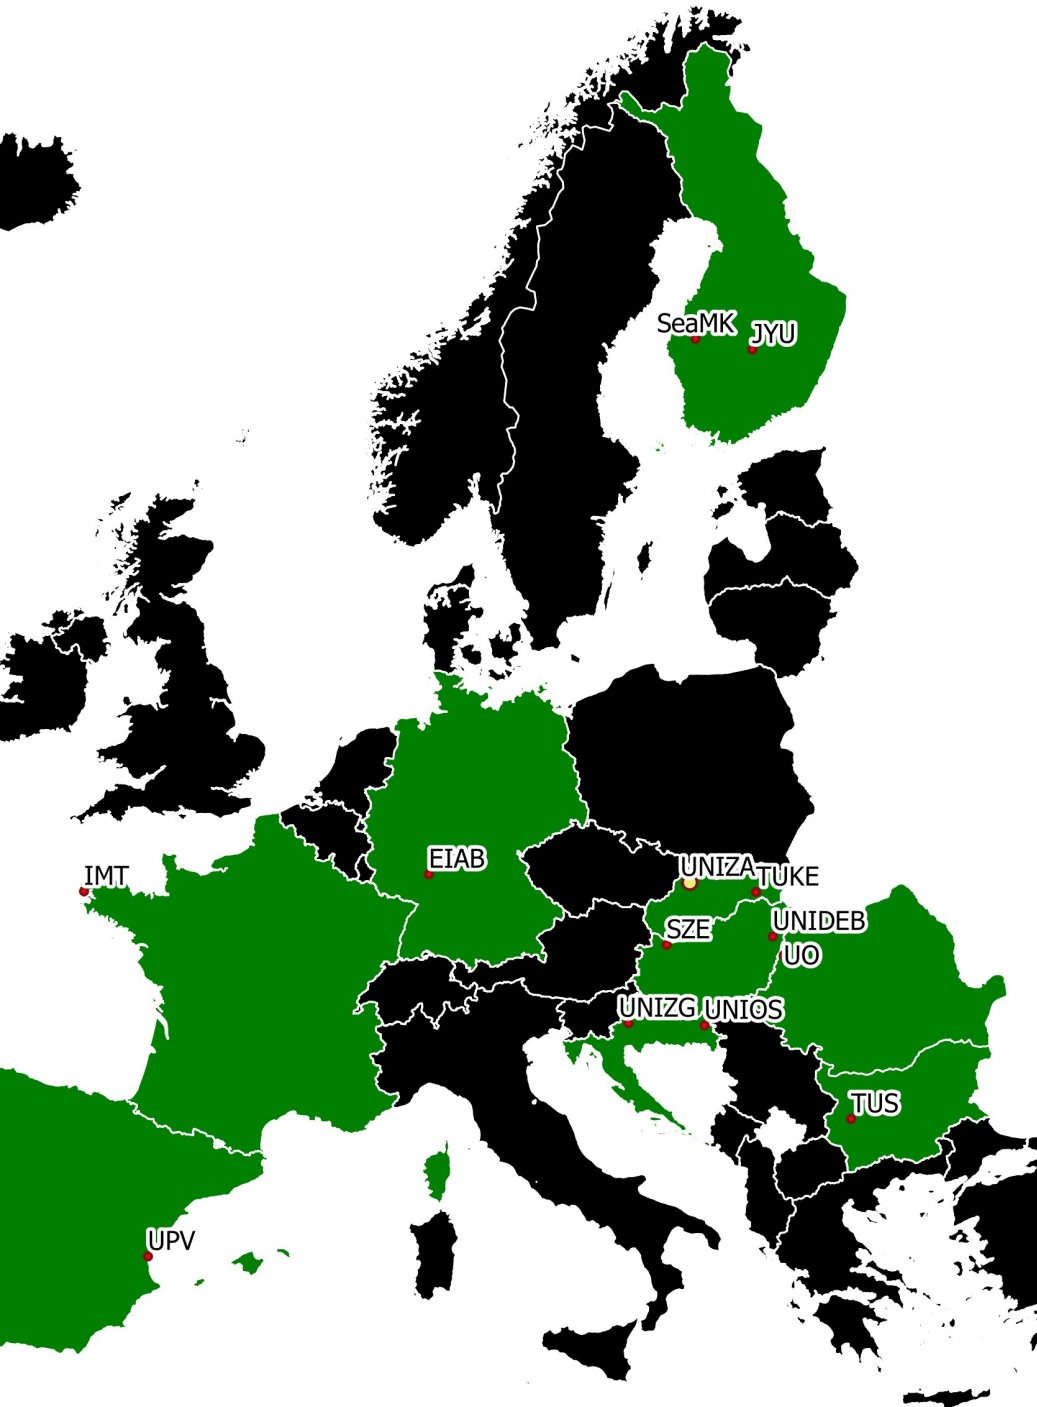 SeaMK
JYU
EIAB
IMT
UNIZA
TUKE
UNIDEB
SZE
UO
UNIZG
UNIOS
TUS
UPV